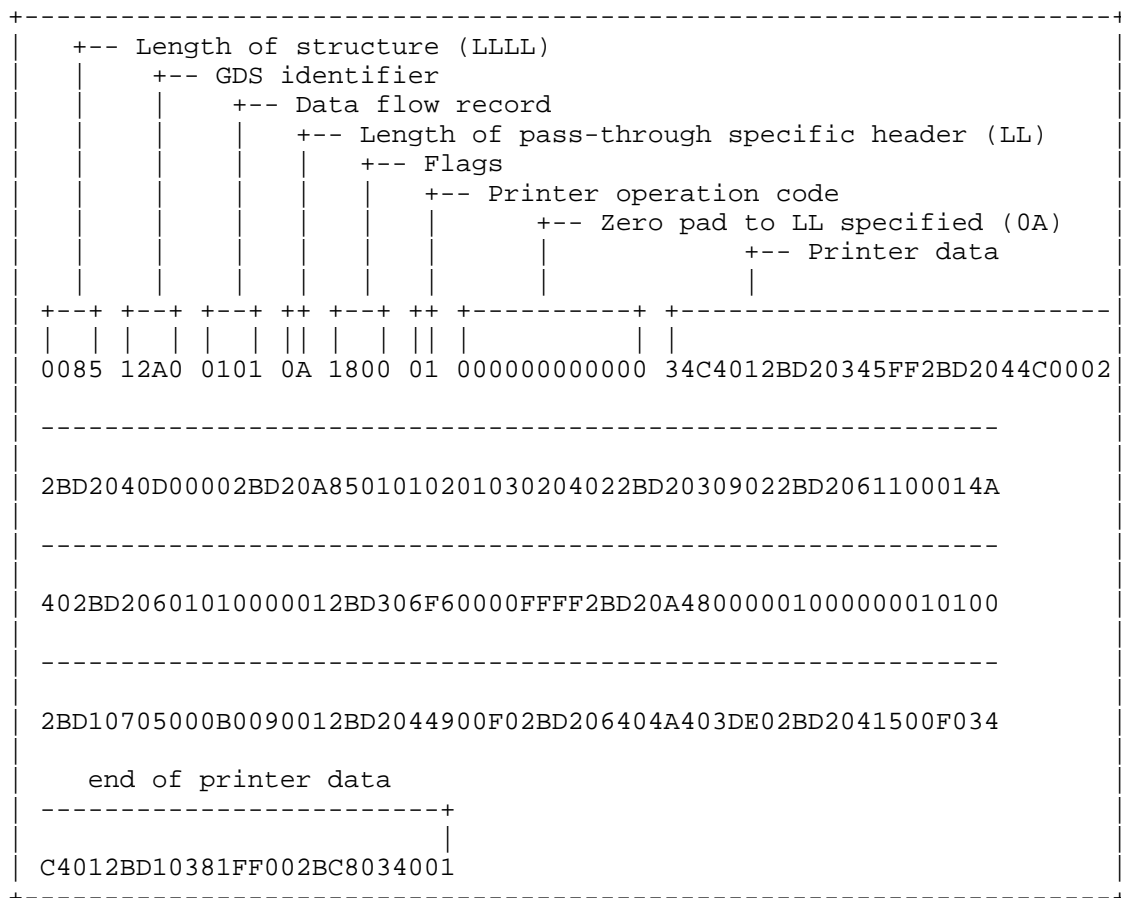 +-- Length of structure (LLLL)
+-- GDS identifier
+-- Data flow record
+-- Length of pass-through specific header (LL)
+-- Flags
+-- Printer operation code
+-- Zero pad to LL specified (0A)
+-- Printer data
0085 12A0 0101 0A 1800 01 000000000000 34C4012BD20345FF2BD2044C0002
2BD2040D00002BD20A8501010201030204022BD20309022BD2061100014A
402BD20601010000012BD306F60000FFFF2BD20A48000001000000010100
2BD10705000B0090012BD2044900F02BD206404A403DE02BD2041500F034
end of printer data
C4012BD10381FF002BC8034001